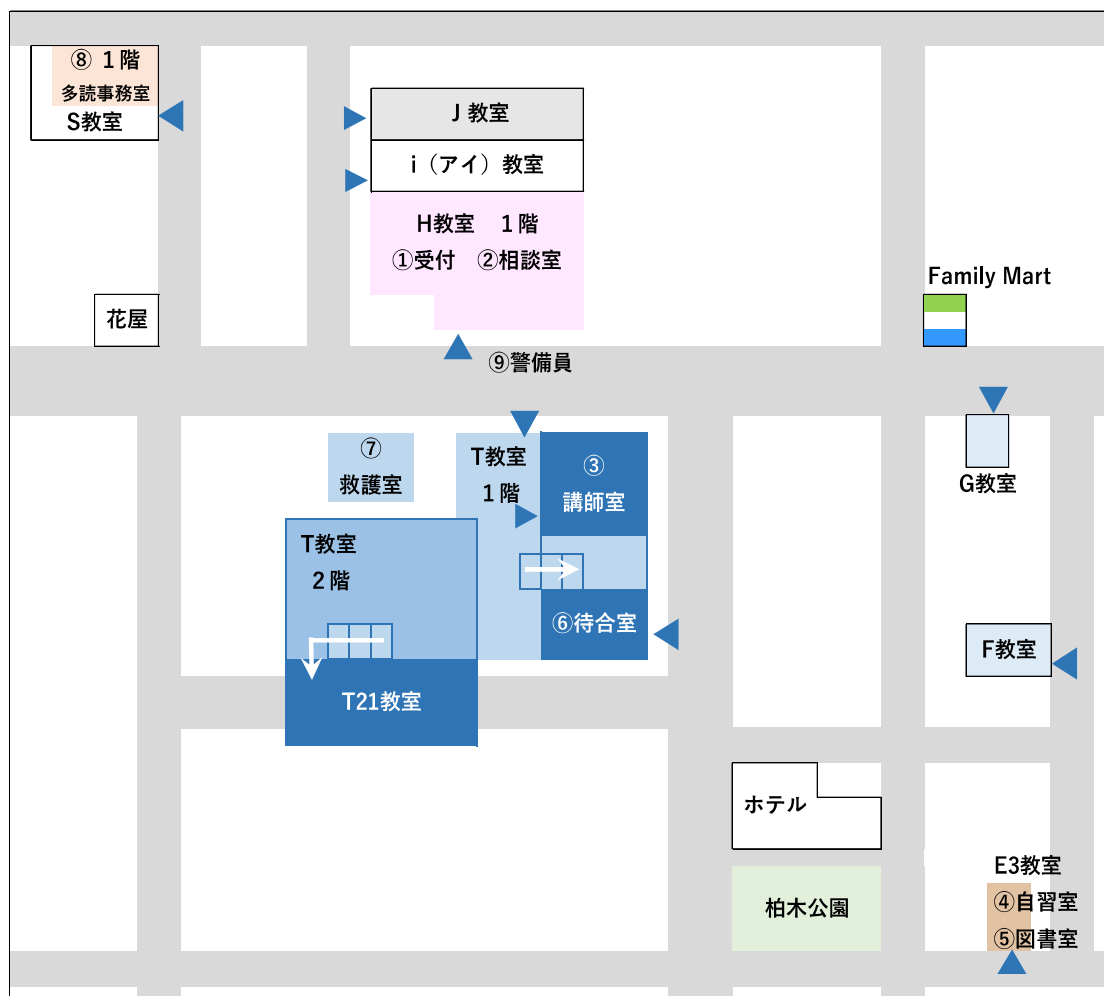 ⑧ 1階
多読事務室
S教室
J 教室
i（アイ）教室
H教室 1階
①受付 ②相談室
花屋
Family Mart
⑨警備員
⑦
救護室
T教室
1階
③
講師室
G教室
T教室
2階
⑥待合室
F教室
T21教室
ホテル
柏木公園
E3教室
④自習室
⑤図書室